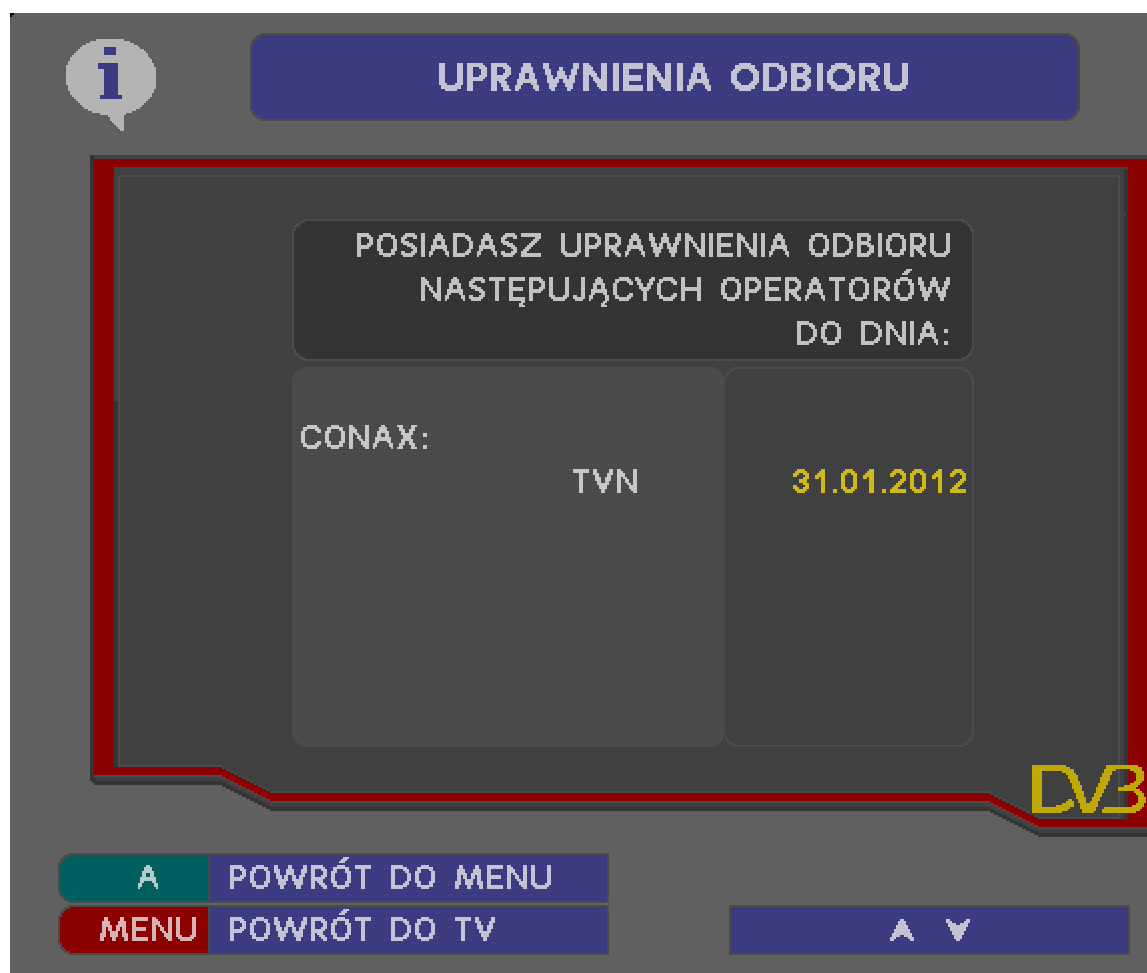 i
UPRAWNIENIA ODBIORU
POSIADASZ UPRAWNIENIA ODBIORU
NASTĘPUJĄCYCH OPERATORÓW
DO DNIA:
CONAX:
TVN 31.01.2012
DVB
A POWRÓT DO MENU
MENU POWRÓT DO TV